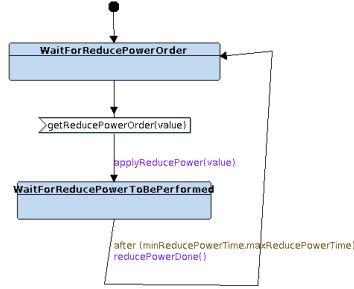 WaitForReducePowerOrder
getReducePowerOrder(value)
applyReducePower(value)
WaitForReducePowerToBePerformed
after (minReducePowerTime,maxReducePowerTime)
reducePowerDone()